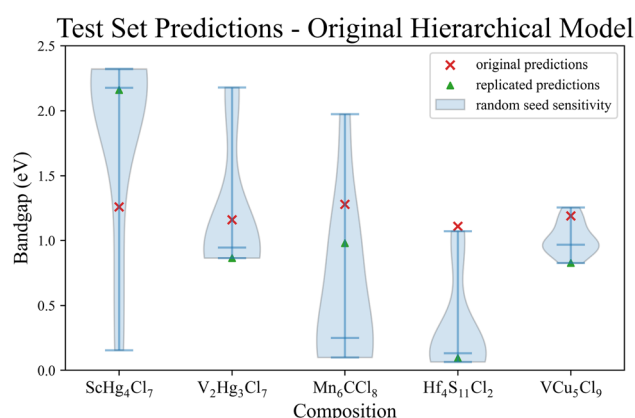 Test Set Predictions - Original Hierarchical Model
2.5
2.0
1.5
1.0
0.5
0.0
Bandgap (eV)
original predictions
replicated predictions
random seed sensitivity
ScHg₄Cl₇ V₂Hg₃Cl₇ Mn₆CCl₈ Hf₄S₁₁Cl₂ VCu₅Cl₉
Composition